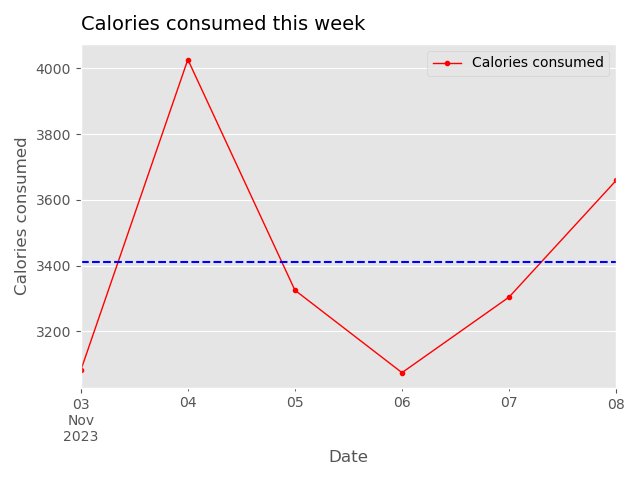 Calories consumed this week
Calories consumed
4000
3800
3600
3400
3200
Calories consumed
03 04 05 06 07 08
Nov
2023
Date